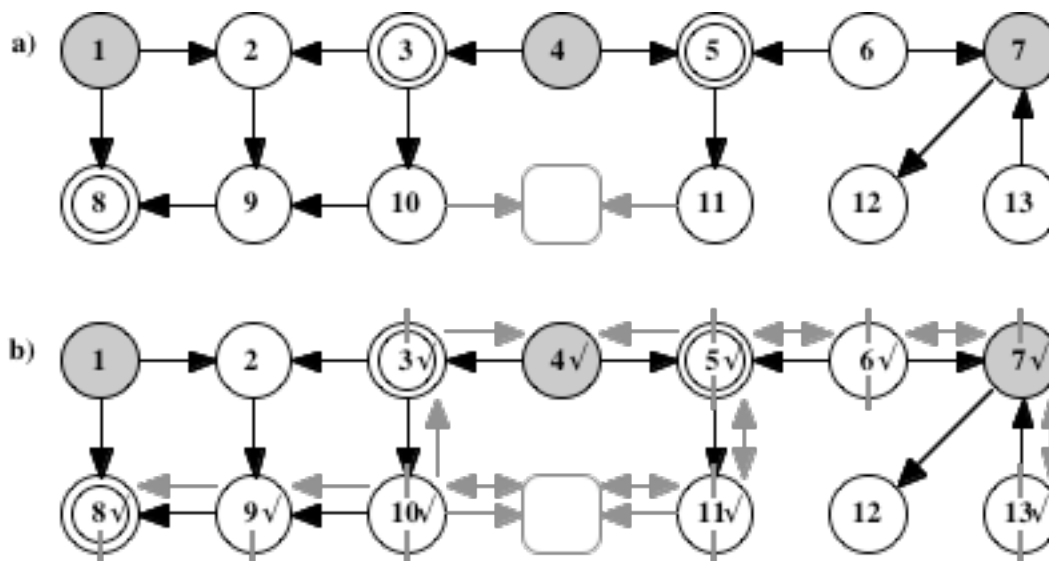 a) 1 2 3 4 5 6 7
8 9 10 11 12 13
b) 1 2 3√ 4√ 5√ 6√ 7√
8√ 9√ 10√ 11√ 12 13√